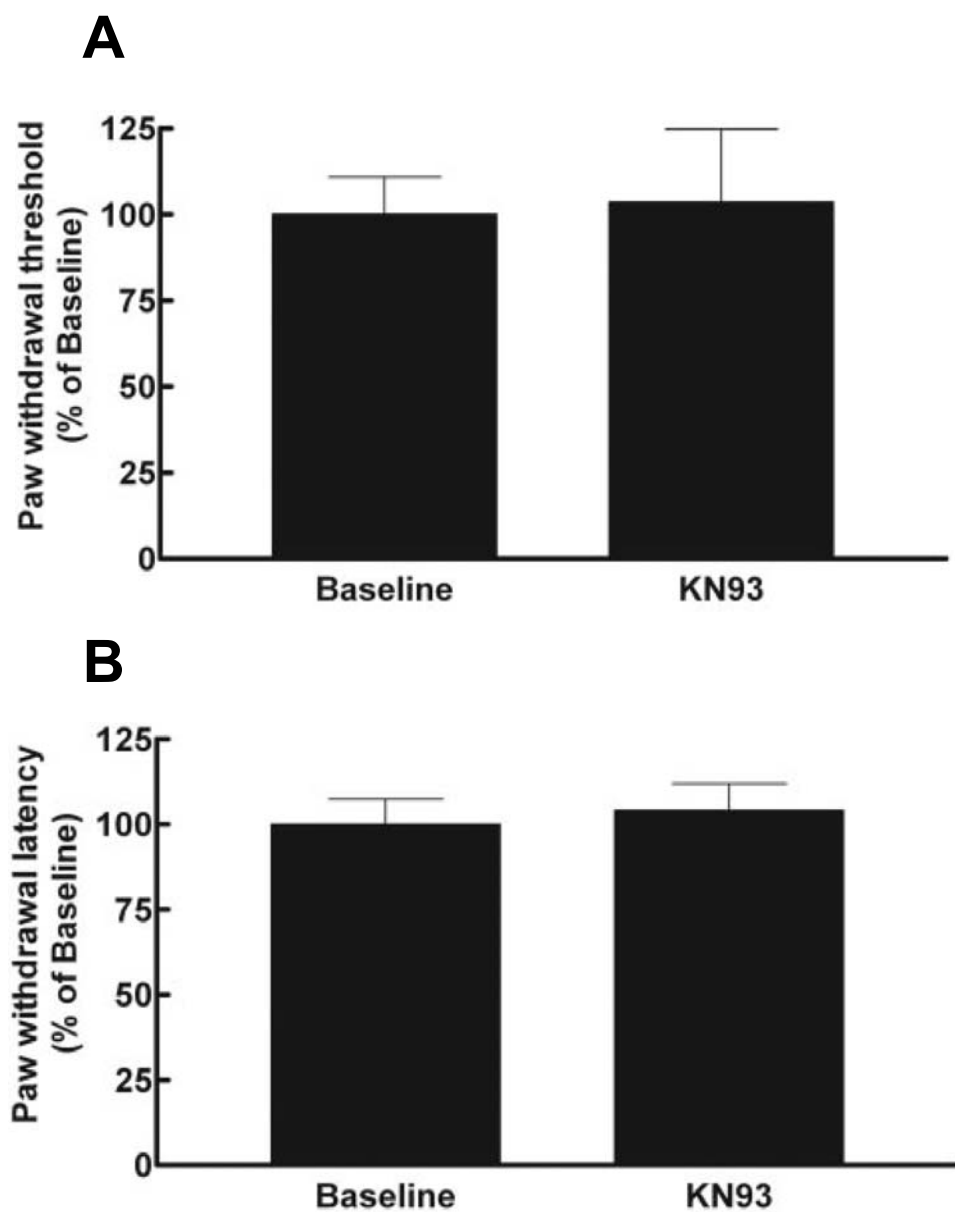 A
Paw withdrawal threshold
(% of Baseline)
125
100
75
50
25
0
Baseline KN93
B
Paw withdrawal latency
(% of Baseline)
125
100
75
50
25
0
Baseline KN93